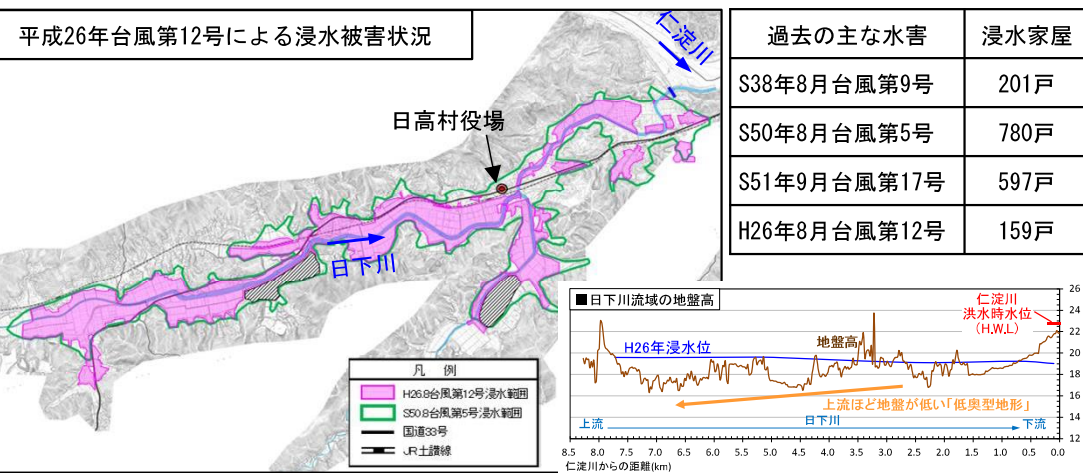 平成26年台風第12号による浸水被害状況
仁淀川
日高村役場
日下川
凡 例
H26.8台風第12号浸水範囲
S50.8台風第5号浸水範囲
国道33号
JR土讃線
過去の主な水害 浸水家屋
S38年8月台風第9号 201戸
S50年8月台風第5号 780戸
S51年9月台風第17号 597戸
H26年8月台風第12号 159戸
■日下川流域の地盤高
仁淀川
洪水時水位
(H.W.L)
H26年浸水位
地盤高
上流ほど地盤が低い「低奥型地形」
上流 日下川 下流
26
24
22
20
18
16
14
12
8.5 8.0 7.5 7.0 6.5 6.0 5.5 5.0 4.5 4.0 3.5 3.0 2.5 2.0 1.5 1.0 0.5 0.0
仁淀川からの距離(km)